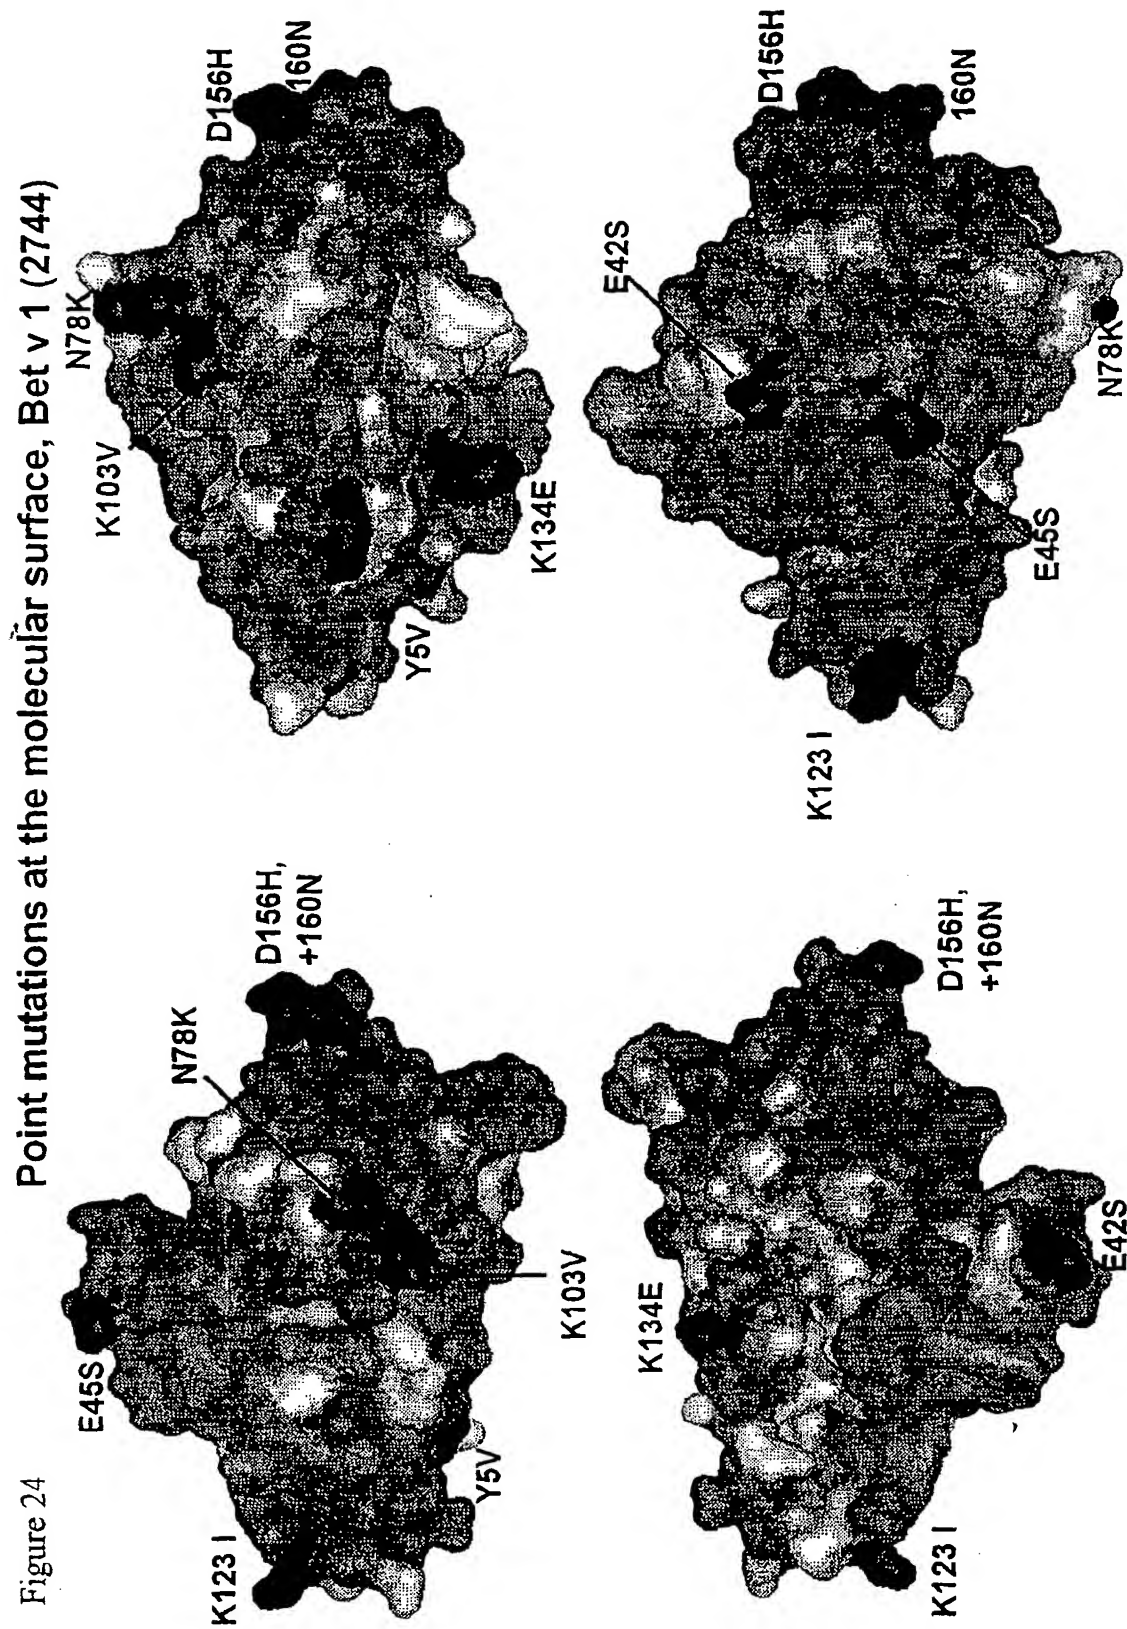 Figure 24
Point mutations at the molecular surface, Bet v 1 (2744)
K123 I
E45S
N78K
D156H,
+160N
Y5V
K103V
K103V
N78K
D156H
160N
Y5V
K134E
K123 I
K134E
E42S
D156H,
+160N
K123 I
E45S
E42S
N78K
D156H
160N